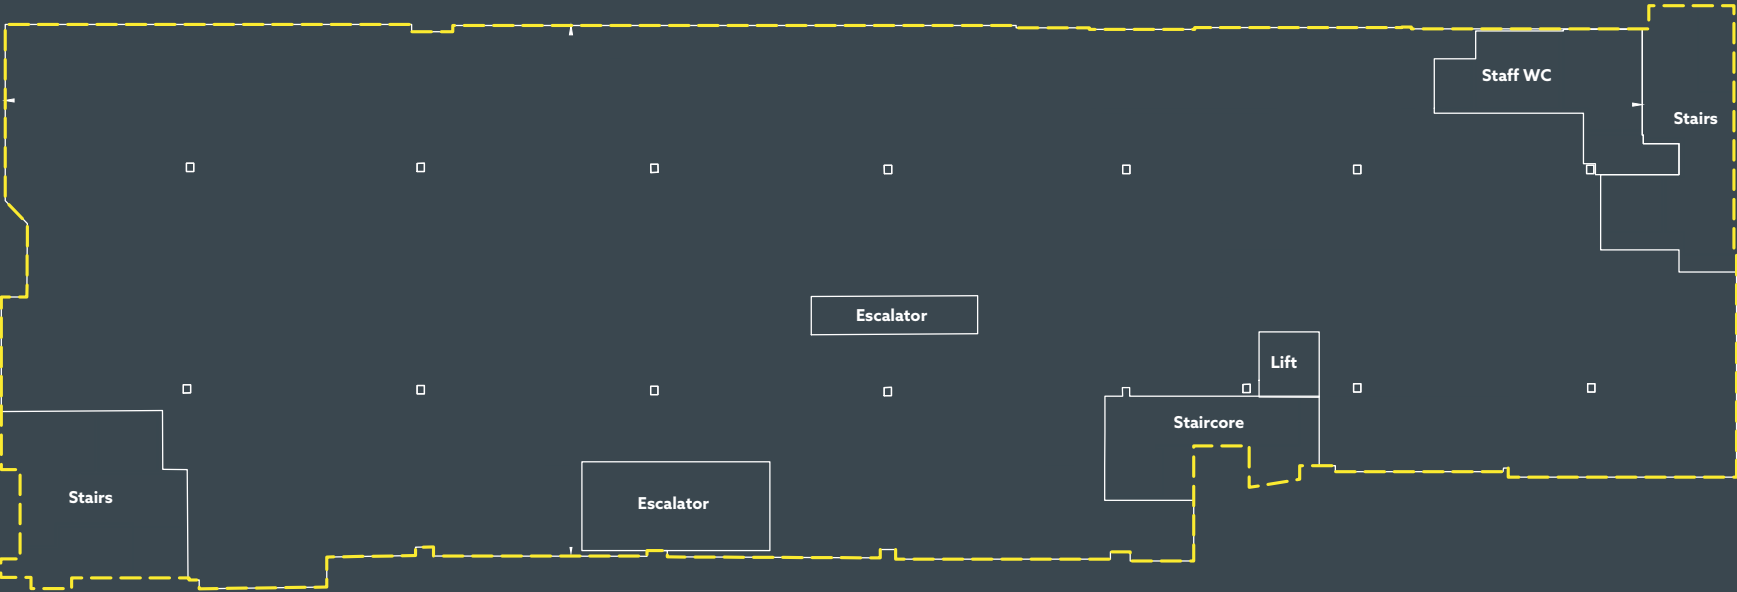 Staff WC
Stairs
Escalator
Lift
Staircore
Stairs
Escalator